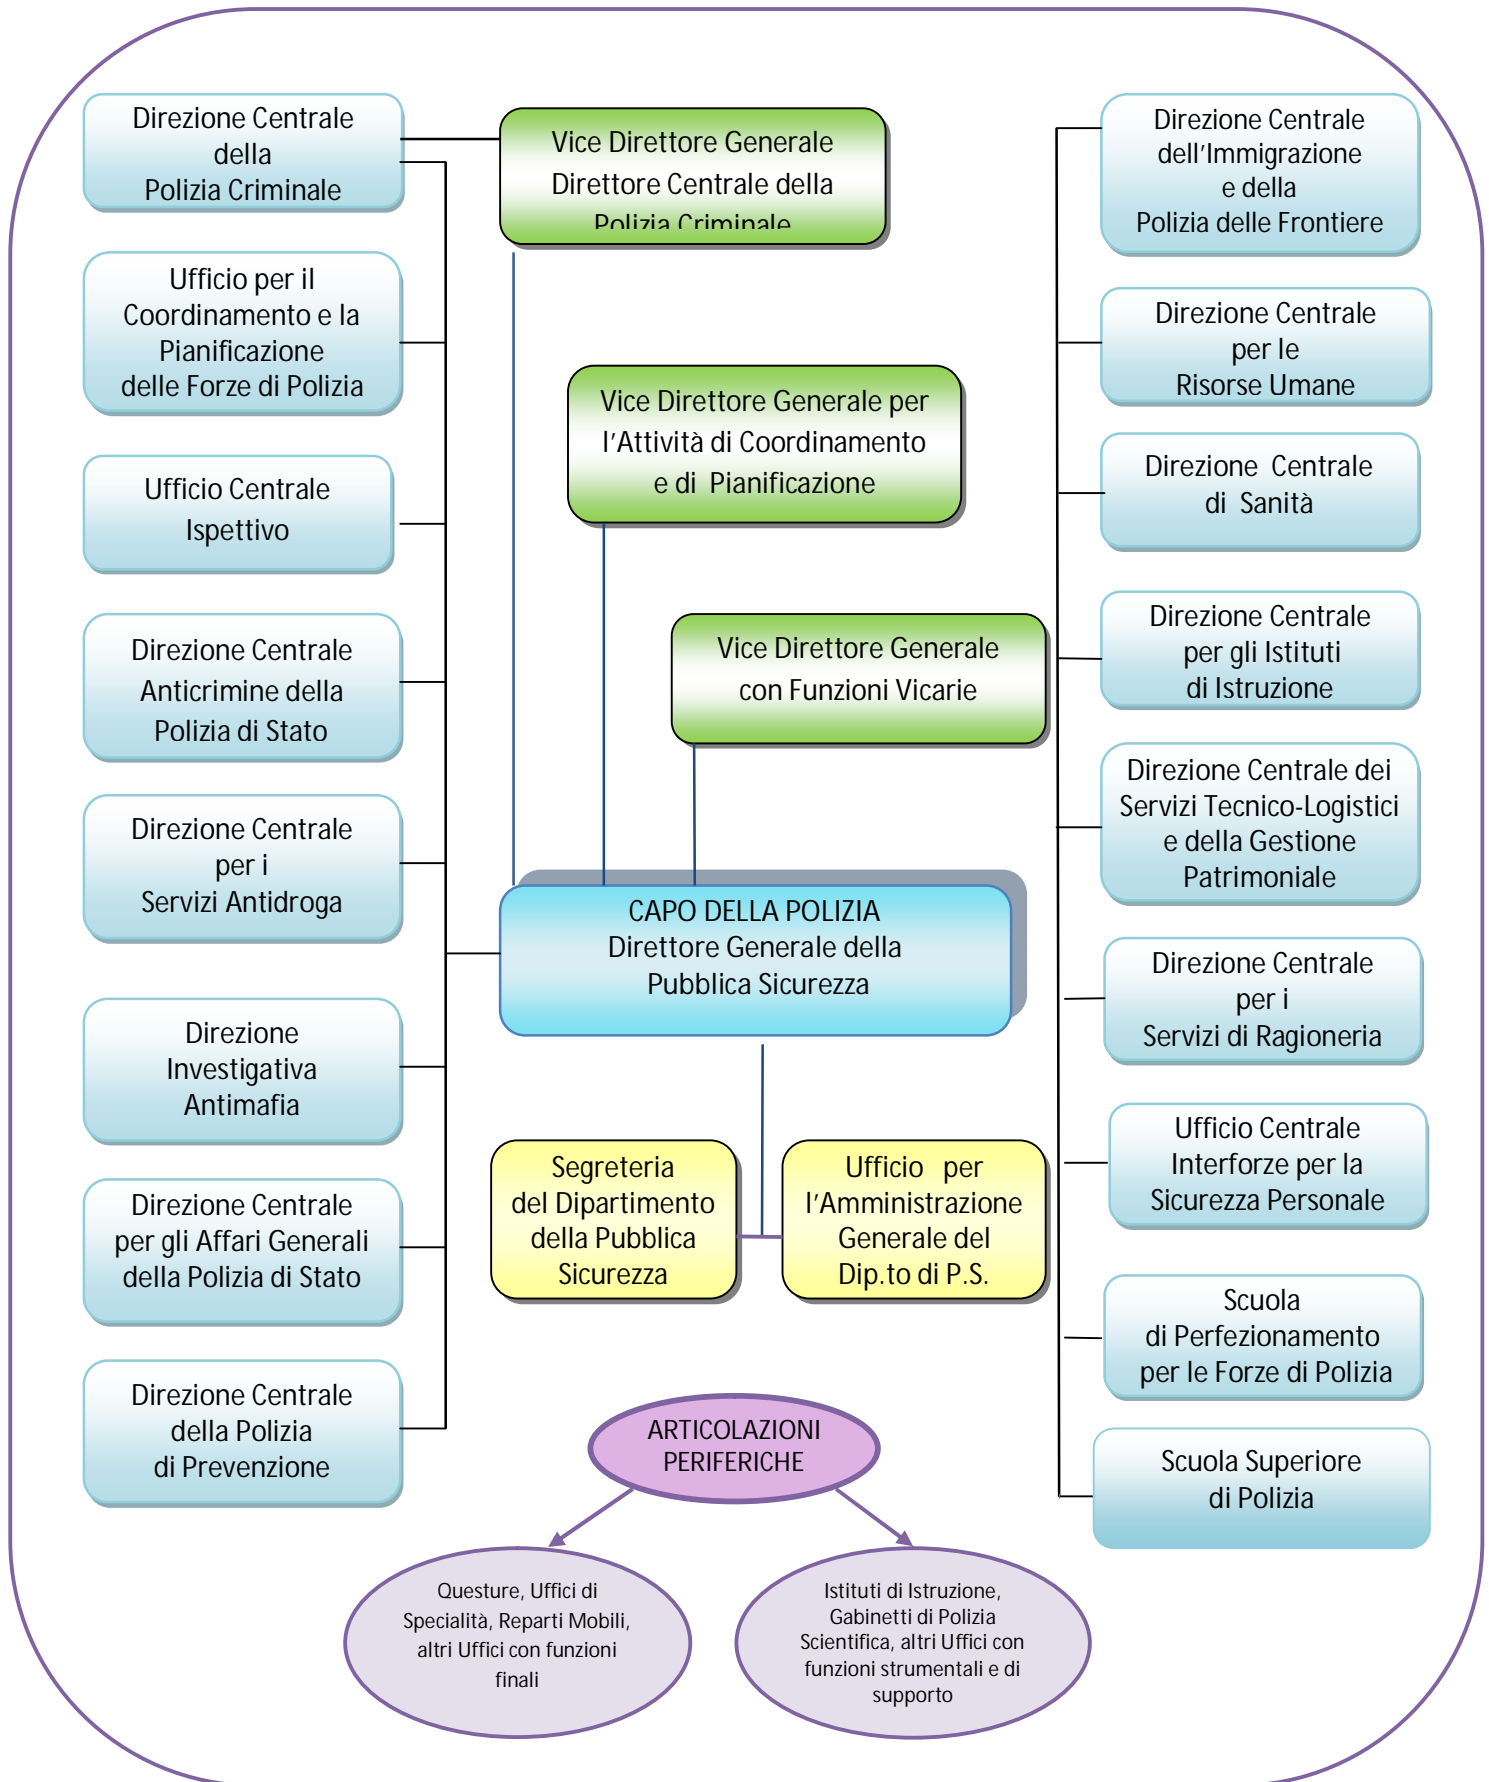 Direzione Centrale
della
Polizia Criminale
Ufficio per il
Coordinamento e la
Pianificazione
delle Forze di Polizia
Ufficio Centrale
Ispettivo
Direzione Centrale
Anticrimine della
Polizia di Stato
Direzione Centrale
per i
Servizi Antidroga
Direzione
Investigativa
Antimafia
Direzione Centrale
per gli Affari Generali
della Polizia di Stato
Direzione Centrale
della Polizia
di Prevenzione
Vice Direttore Generale
Direttore Centrale della
Polizia Criminale
Vice Direttore Generale per
l'Attività di Coordinamento
e di Pianificazione
Vice Direttore Generale
con Funzioni Vicarie
CAPO DELLA POLIZIA
Direttore Generale della
Pubblica Sicurezza
Segreteria
del Dipartimento
della Pubblica
Sicurezza
Ufficio per
l'Amministrazione
Generale del
Dip.to di P.S.
ARTICOLAZIONI
PERIFERICHE
Questure, Uffici di
Specialità, Reparti Mobili,
altri Uffici con funzioni
finali
Istituti di Istruzione,
Gabinetti di Polizia
Scientifica, altri Uffici con
funzioni strumentali e di
supporto
Direzione Centrale
dell'Immigrazione
e della
Polizia delle Frontiere
Direzione Centrale
per le
Risorse Umane
Direzione Centrale
di Sanità
Direzione Centrale
per gli Istituti
di Istruzione
Direzione Centrale dei
Servizi Tecnico-Logistici
e della Gestione
Patrimoniale
Direzione Centrale
per i
Servizi di Ragioneria
Ufficio Centrale
Interforze per la
Sicurezza Personale
Scuola
di Perfezionamento
per le Forze di Polizia
Scuola Superiore
di Polizia